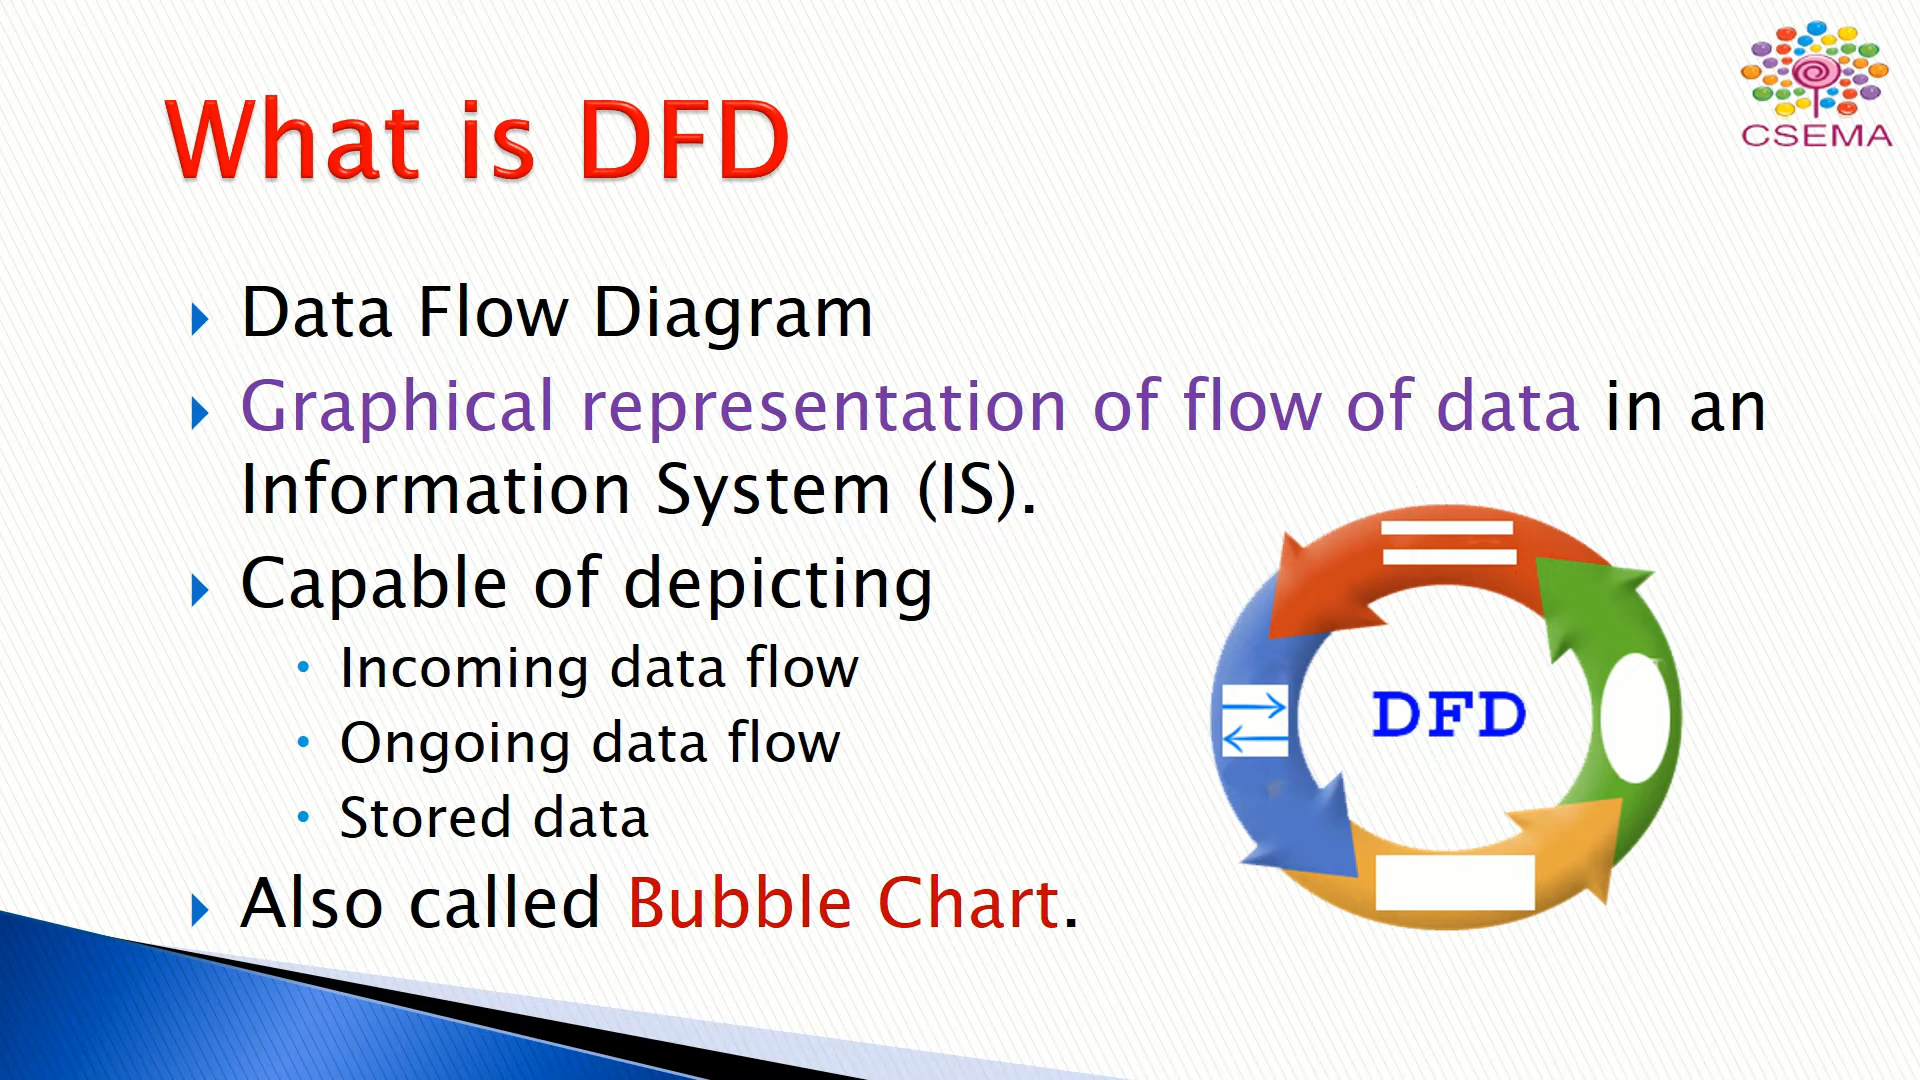 CSEMA
What is DFD
Data Flow Diagram
Graphical representation of flow of data in an
Information System (IS).
Capable of depicting
Incoming data flow
Ongoing data flow
Stored data
Also called Bubble Chart.
DFD